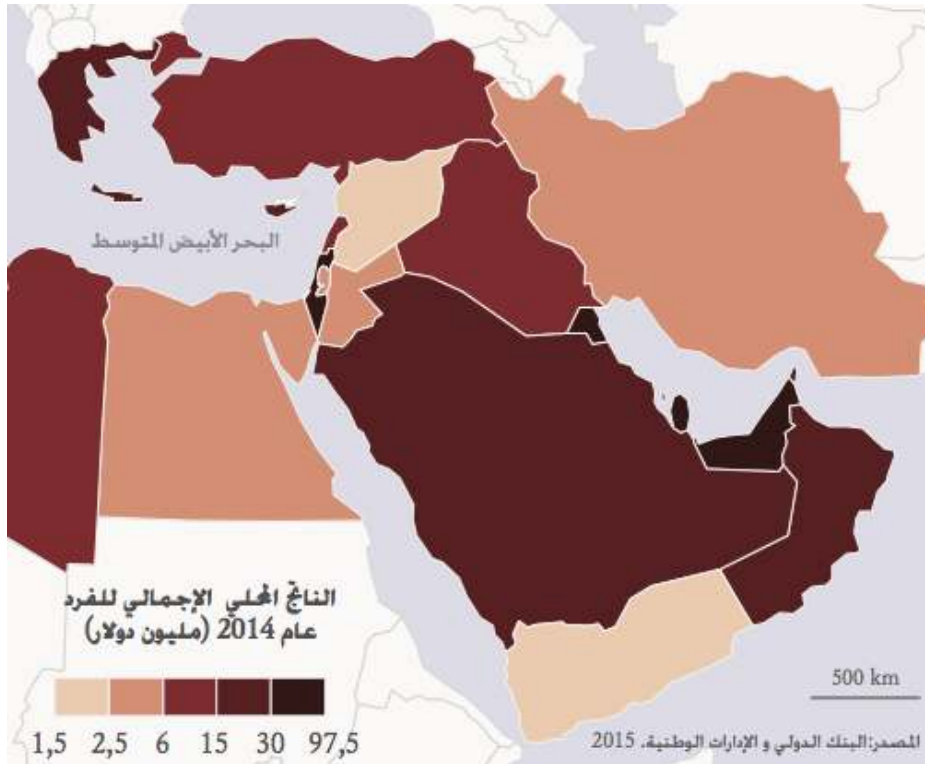 البحر الأبيض المتوسط
الناتج المحلي الإجمالي للفرد
عام 2014 (مليون دولار)
1,5 2,5 6 15 30 97,5
500 km
المصدر: البنك الدولي و الإدارات الوطنية، 2015